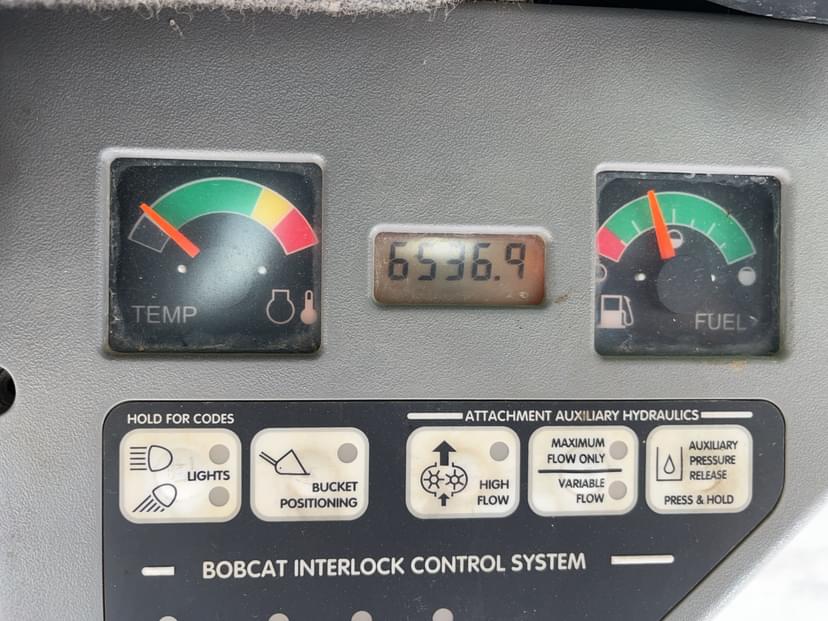 6536.9
TEMP
FUEL
HOLD FOR CODES
ATTACHMENT AUXILIARY HYDRAULICS
LIGHTS
BUCKET
POSITIONING
HIGH
FLOW
MAXIMUM
FLOW ONLY
VARIABLE
FLOW
AUXILIARY
PRESSURE
RELEASE
PRESS & HOLD
BOBCAT INTERLOCK CONTROL SYSTEM